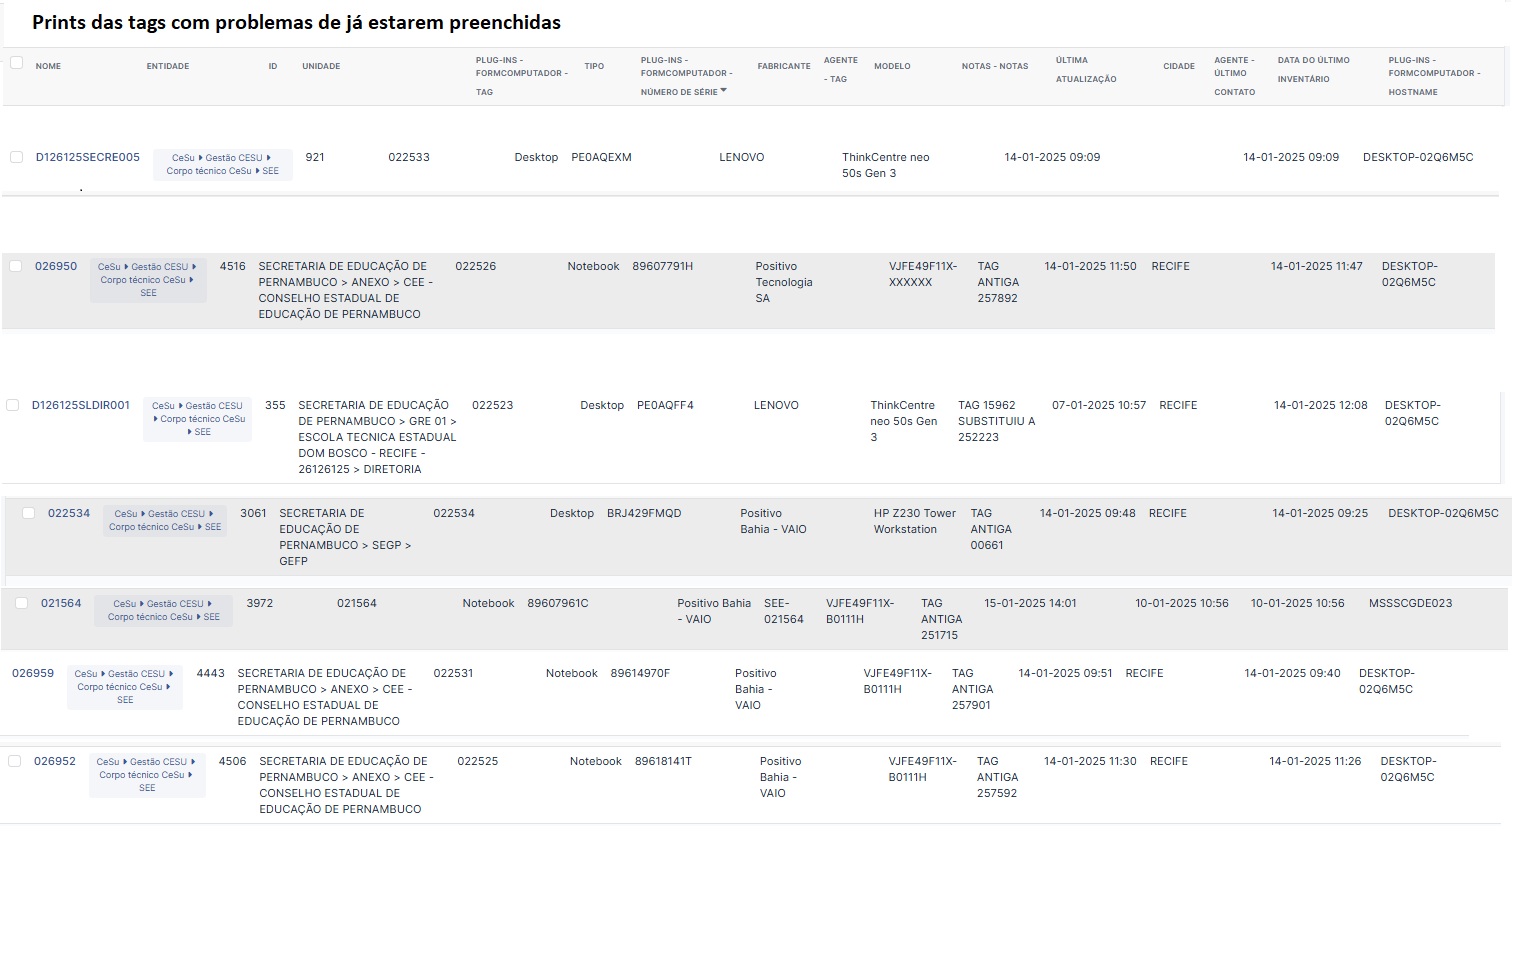 Prints das tags com problemas de já estarem preenchidas
NOME ENTIDADE ID UNIDADE PLUG-INS - FORMCOMPUTADOR - TAG TIPO PLUG-INS - FORMCOMPUTADOR - NÚMERO DE SÉRIE FABRICANTE AGENTE - TAG MODELO NOTAS - NOTAS ÚLTIMA ATUALIZAÇÃO CIDADE AGENTE - ÚLTIMO CONTATO DATA DO ÚLTIMO INVENTÁRIO PLUG-INS - FORMCOMPUTADOR - HOSTNAME
D126125SECRE005 CeSu Gestão CESU 921 022533 Desktop PE0AQEXM LENOVO ThinkCentre neo 14-01-2025 09:09 14-01-2025 09:09 DESKTOP-02Q6M5C
Corpo técnico CeSu SEE 50s Gen 3
026950 CeSu Gestão CESU 4516 SECRETARIA DE EDUCAÇÃO DE 022526 Notebook 89607791H Positivo VJFE49F11X- TAG 14-01-2025 11:50 RECIFE 14-01-2025 11:47 DESKTOP-
Corpo técnico CeSu PERNAMBUCO > ANEXO > CEE - Tecnologia XXXXXX ANTIGA 02Q6M5C
SEE CONSELHO ESTADUAL DE SA 257892
EDUCAÇÃO DE PERNAMBUCO
D126125SLDIR001 CeSu Gestão CESU 355 SECRETARIA DE EDUCAÇÃO 022523 Desktop PE0AQFF4 LENOVO ThinkCentre TAG 15962 07-01-2025 10:57 RECIFE 14-01-2025 12:08 DESKTOP-
Corpo técnico CeSu DE PERNAMBUCO > GRE 01 > neo 50s Gen SUBSTITUIU A 02Q6M5C
SEE ESCOLA TECNICA ESTADUAL 3 252223
DOM BOSCO - RECIFE -
26126125 > DIRETORIA
022534 CeSu Gestão CESU 3061 SECRETARIA DE 022534 Desktop BRJ429FMQD Positivo HP Z230 Tower TAG 14-01-2025 09:48 RECIFE 14-01-2025 09:25 DESKTOP-02Q6M5C
Corpo técnico CeSu SEE EDUCAÇÃO DE Bahia - VAIO Workstation ANTIGA
PERNAMBUCO > SEGP > 00661
GEFP
021564 CeSu Gestão CESU 3972 021564 Notebook 89607961C Positivo Bahia SEE- VJFE49F11X- TAG 15-01-2025 14:01 10-01-2025 10:56 10-01-2025 10:56 MSSSCGDE023
Corpo técnico CeSu SEE - VAIO 021564 B0111H ANTIGA
251715
026959 CeSu Gestão CESU 4443 SECRETARIA DE EDUCAÇÃO DE 022531 Notebook 89614970F Positivo VJFE49F11X- TAG 14-01-2025 09:51 RECIFE 14-01-2025 09:40 DESKTOP-
Corpo técnico CeSu PERNAMBUCO > ANEXO > CEE - Bahia - B0111H ANTIGA 02Q6M5C
SEE CONSELHO ESTADUAL DE VAIO 257901
EDUCAÇÃO DE PERNAMBUCO
026952 CeSu Gestão CESU 4506 SECRETARIA DE EDUCAÇÃO DE 022525 Notebook 89618141T Positivo VJFE49F11X- TAG 14-01-2025 11:30 RECIFE 14-01-2025 11:26 DESKTOP-
Corpo técnico CeSu PERNAMBUCO > ANEXO > CEE - Bahia - B0111H ANTIGA 02Q6M5C
SEE CONSELHO ESTADUAL DE VAIO 257592
EDUCAÇÃO DE PERNAMBUCO